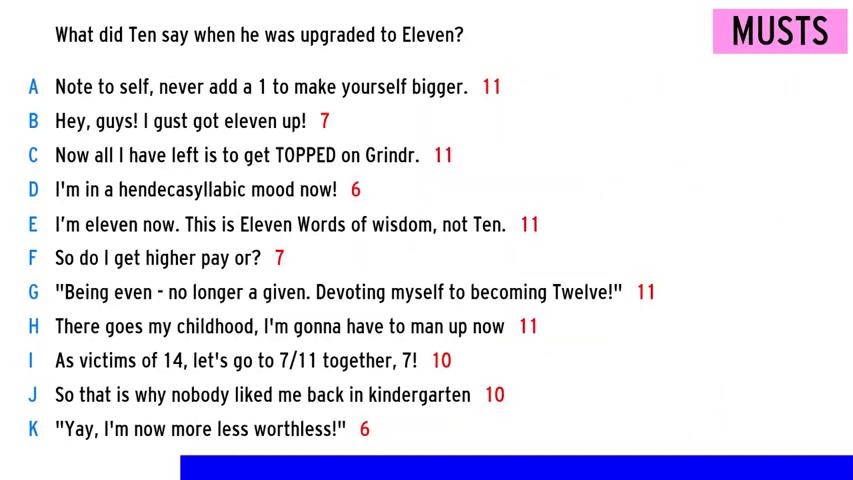 MUSTS
What did Ten say when he was upgraded to Eleven?
A Note to self, never add a 1 to make yourself bigger. 11
B Hey, guys! I gust got eleven up! 7
C Now all I have left is to get TOPPED on Grindr. 11
D I'm in a hendecasyllabic mood now! 6
E I’m eleven now. This is Eleven Words of wisdom, not Ten. 11
F So do I get higher pay or? 7
G "Being even - no longer a given. Devoting myself to becoming Twelve!" 11
H There goes my childhood, I'm gonna have to man up now 11
I As victims of 14, let's go to 7/11 together, 7! 10
J So that is why nobody liked me back in kindergarten 10
K "Yay, I'm now more less worthless!" 6